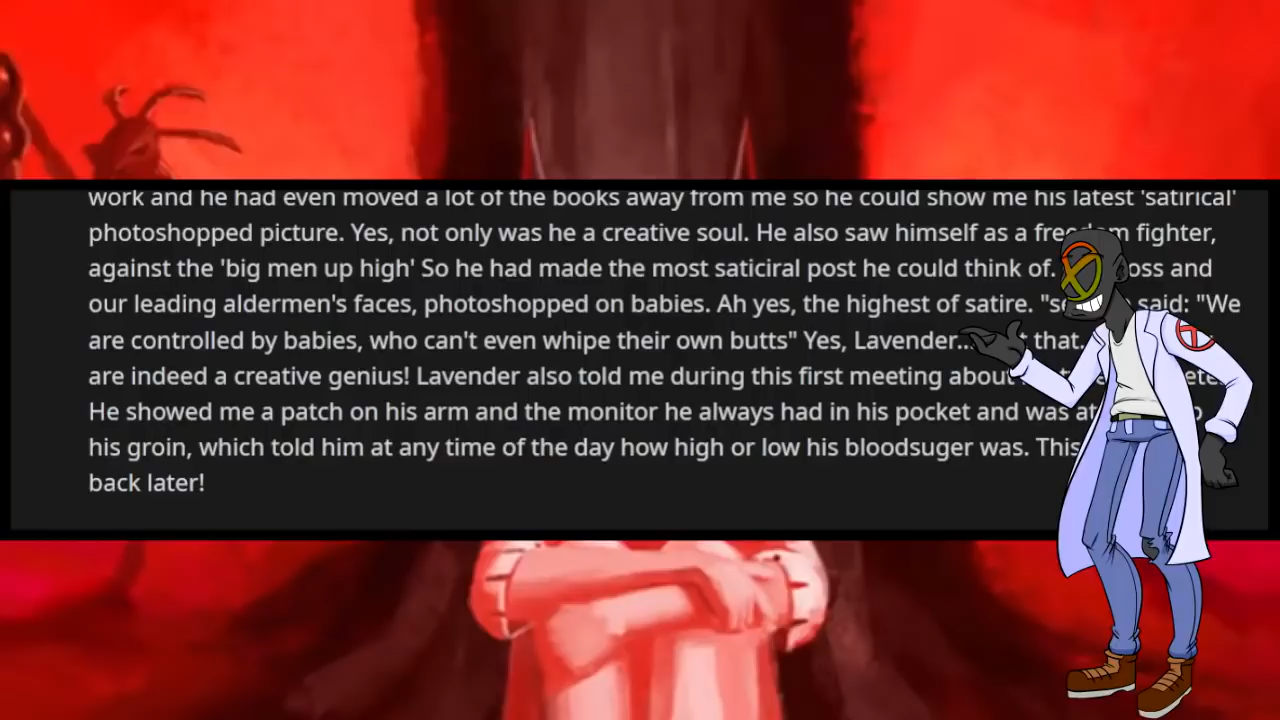 work and he had even moved a lot of the books away from me so he could show me his latest 'satirical'
photoshopped picture. Yes, not only was he a creative soul. He also saw himself as a freedom fighter,
against the 'big men up high' So he had made the most saticiral post he could think of. oss and
our leading aldermen's faces, photoshopped on babies. Ah yes, the highest of satire. said: "We
are controlled by babies, who can't even whipe their own butts" Yes, Lavender... that.
are indeed a creative genius! Lavender also told me during this first meeting about
He showed me a patch on his arm and the monitor he always had in his pocket and was
his groin, which told him at any time of the day how high or low his bloodsuger was. This
back later!